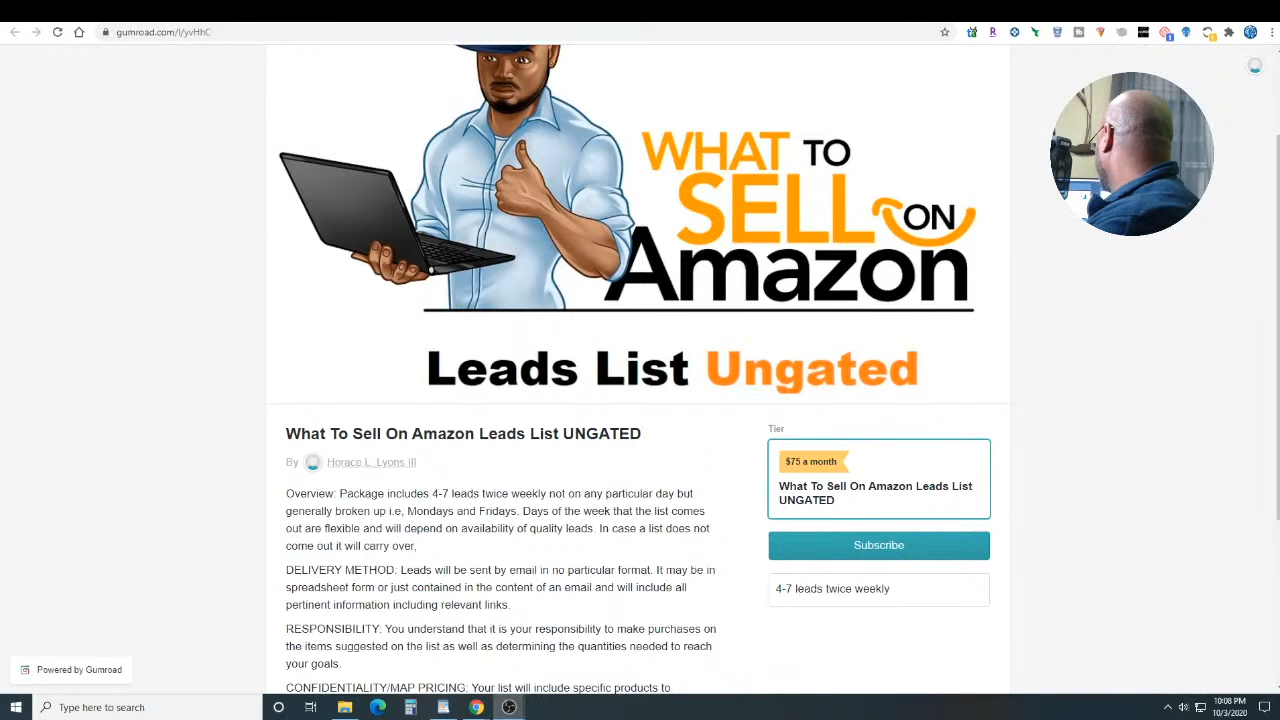 gumroad.com/l/yvHhC
WHAT TO
SELL ON
Amazon
Leads List Ungated
What To Sell On Amazon Leads List UNGATED
By Horace L. Lyons III
Overview: Package includes 4-7 leads twice weekly not on any particular day but
generally broken up i.e, Mondays and Fridays. Days of the week that the list comes
out are flexible and will depend on availability of quality leads. In case a list does not
come out it will carry over,
DELIVERY METHOD: Leads will be sent by email in no particular format. It may be in
spreadsheet form or just contained in the content of an email and will include all
pertinent information including relevant links.
RESPONSIBILITY: You understand that it is your responsibility to make purchases on
the items suggested on the list as well as determining the quantities needed to reach
your goals.
CONFIDENTIALITY/MAP PRICING: Your list will include specific products to
Tier
$75 a month
What To Sell On Amazon Leads List
UNGATED
Subscribe
4-7 leads twice weekly
Powered by Gumroad
Type here to search
10:08 PM
10/3/2020